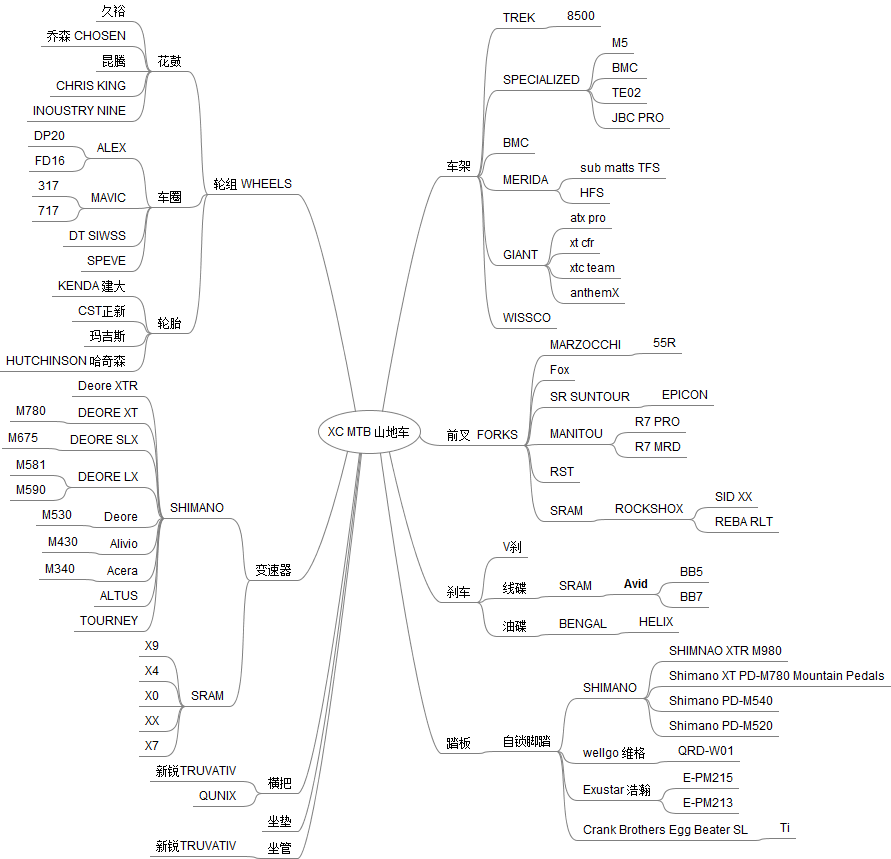 XC MTB 山地车
轮组 WHEELS
花鼓
久裕
乔森 CHOSEN
昆腾
CHRIS KING
INOUSTRY NINE
车圈
ALEX
DP20
FD16
MAVIC
317
717
DT SIWSS
SPEVE
轮胎
KENDA 建大
CST正新
玛吉斯
HUTCHINSON 哈奇森
变速器
SHIMANO
Deore XTR
DEORE XT
M780
DEORE SLX
M675
DEORE LX
M581
M590
Deore
M530
Alivio
M430
Acera
M340
ALTUS
TOURNEY
SRAM
X9
X4
X0
XX
X7
横把
新锐TRUVATIV
QUNIX
坐垫
坐管
新锐TRUVATIV
车架
TREK
8500
SPECIALIZED
M5
BMC
TE02
JBC PRO
BMC
MERIDA
sub matts TFS
HFS
GIANT
atx pro
xt cfr
xtc team
anthemX
WISSCO
前叉 FORKS
MARZOCCHI
55R
Fox
SR SUNTOUR
EPICON
MANITOU
R7 PRO
R7 MRD
RST
SRAM
ROCKSHOX
SID XX
REBA RLT
刹车
V刹
线碟
SRAM
Avid
BB5
BB7
油碟
BENGAL
HELIX
踏板
自锁脚踏
SHIMANO
SHIMNAO XTR M980
Shimano XT PD-M780 Mountain Pedals
Shimano PD-M540
Shimano PD-M520
wellgo 维格
QRD-W01
Exustar 浩瀚
E-PM215
E-PM213
Crank Brothers Egg Beater SL
Ti